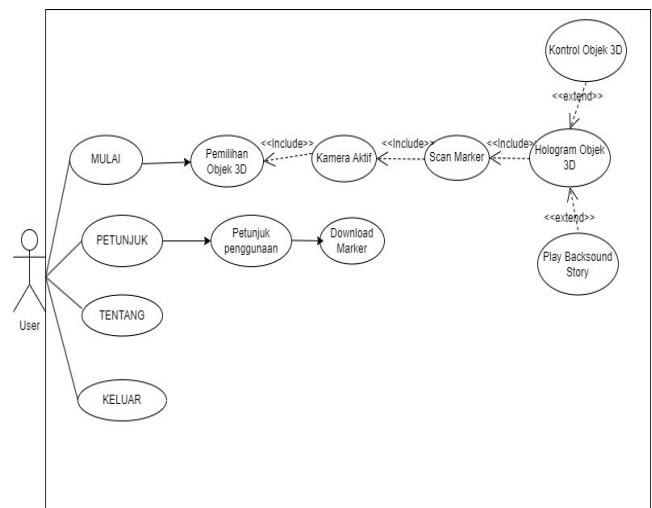 Kontrol Objek 3D
<<extend>>
MULAI
Pemilihan
Objek 3D
<<Include>>
Kamera Aktif
<<Include>>
Scan Marker
<<Include>>
Hologram Objek
3D
<<extend>>
PETUNJUK
Petunjuk
penggunaan
Download
Marker
Play Backsound
Story
TENTANG
User
KELUAR